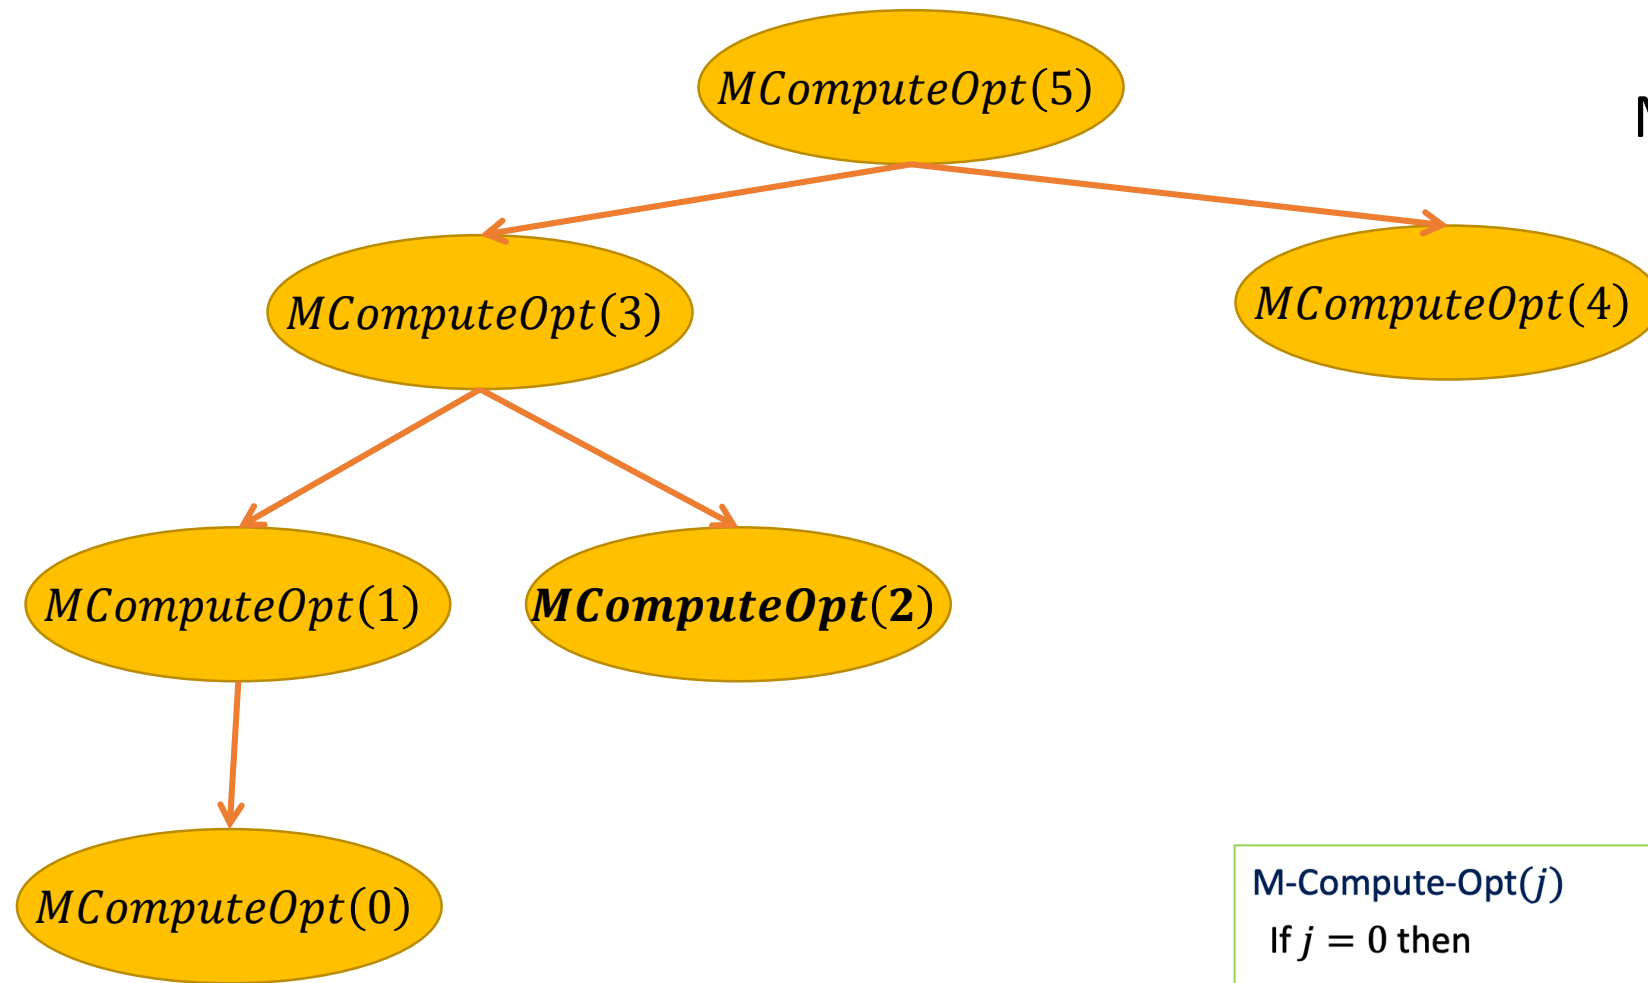 MComputeOpt(5)
MComputeOpt(3)
MComputeOpt(4)
MComputeOpt(1)
MComputeOpt(2)
MComputeOpt(0)
M-Compute-Opt(j)
If j = 0 then